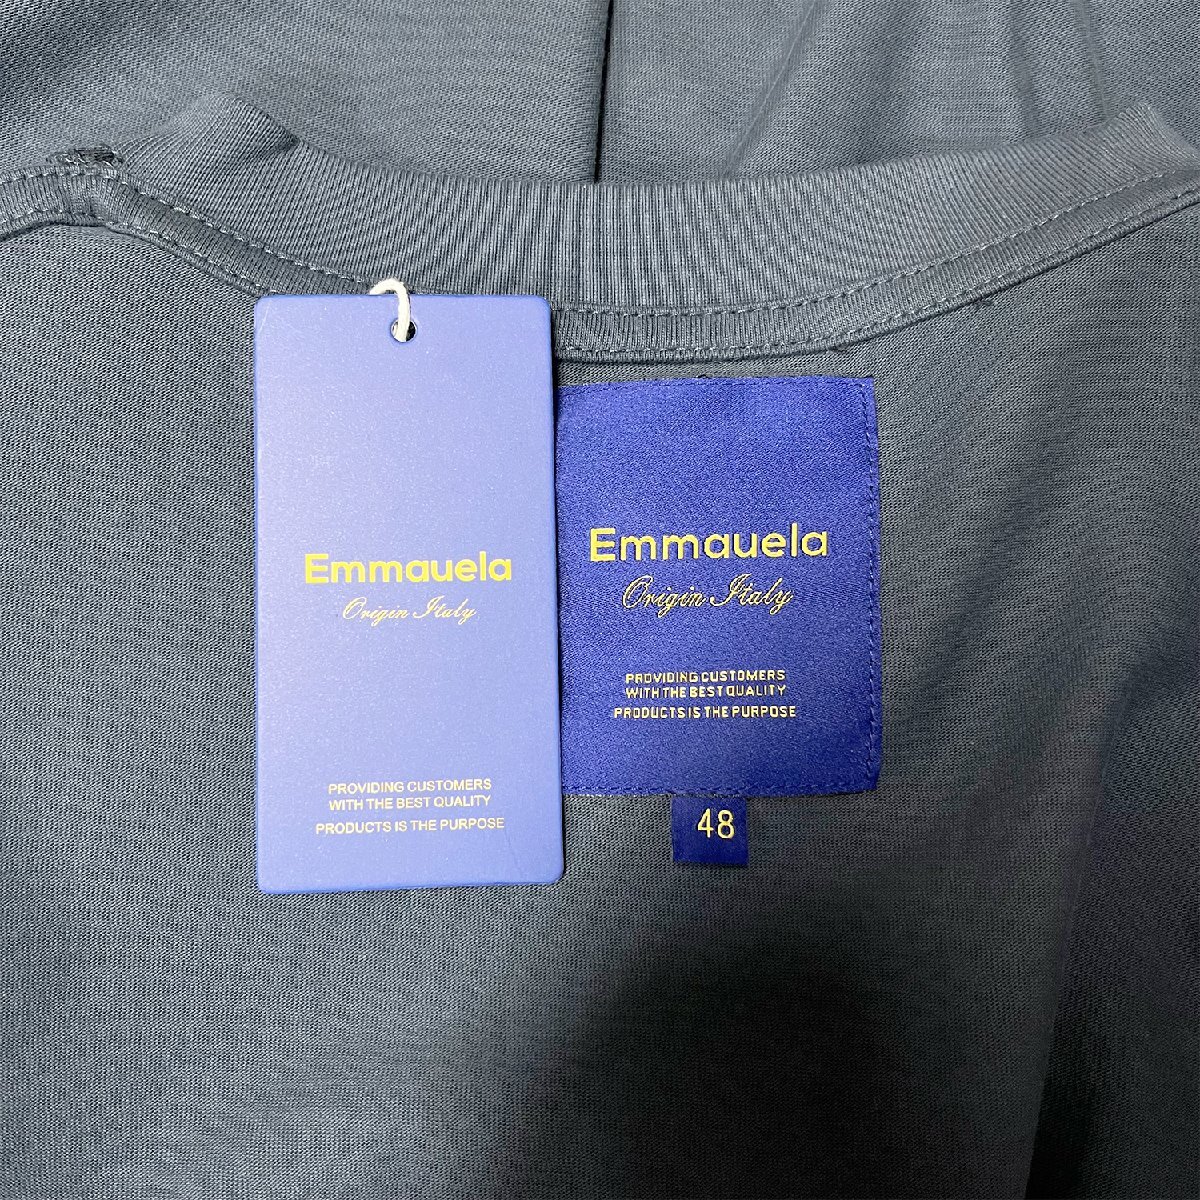 Emmauela
Origin Italy
PROVIDING CUSTOMERS
WITH THE BEST QUALITY
PRODUCTS IS THE PURPOSE
Emmauela
Origin Italy
PROVIDING CUSTOMERS
WITH THE BEST QUALITY
PRODUCTS IS THE PURPOSE
48